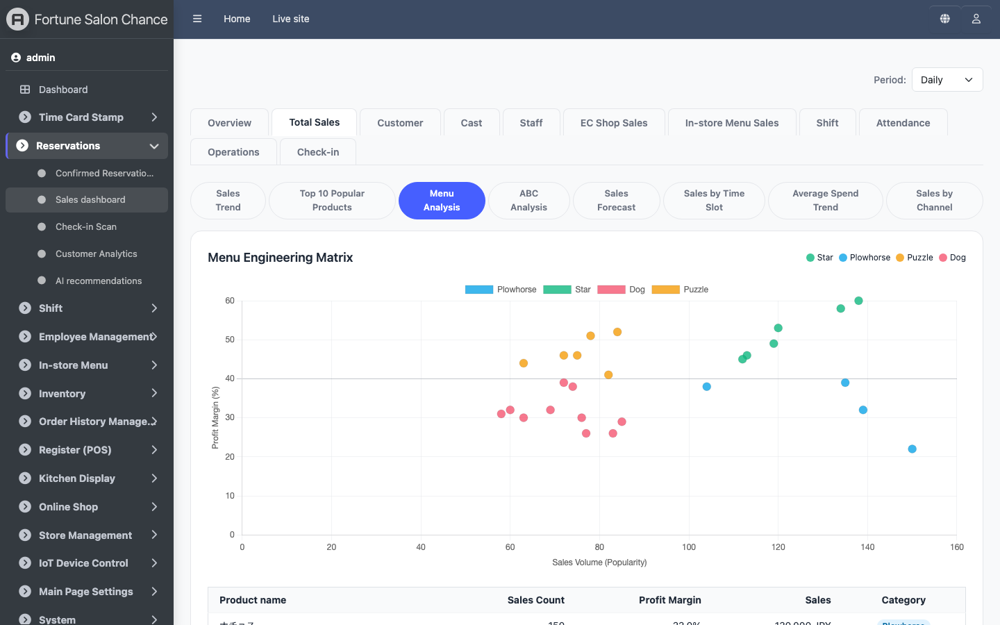 Fortune Salon Chance
Home
Live site
admin
Dashboard
Time Card Stamp
Reservations
Confirmed Reservatio...
Sales dashboard
Check-in Scan
Customer Analytics
AI recommendations
Shift
Employee Management
In-store Menu
Inventory
Order History Manage...
Register (POS)
Kitchen Display
Online Shop
Store Management
IoT Device Control
Main Page Settings
System
Period:
Daily
Overview
Total Sales
Customer
Cast
Staff
EC Shop Sales
In-store Menu Sales
Shift
Attendance
Operations
Check-in
Sales
Trend
Top 10 Popular
Products
Menu
Analysis
ABC
Analysis
Sales
Forecast
Sales by Time
Slot
Average Spend
Trend
Sales by
Channel
Menu Engineering Matrix
Star
Plowhorse
Puzzle
Dog
Plowhorse
Star
Dog
Puzzle
60
50
40
30
20
10
0
Profit Margin (%)
0
20
40
60
80
100
120
140
160
Sales Volume (Popularity)
Product name
Sales Count
Profit Margin
Sales
Category